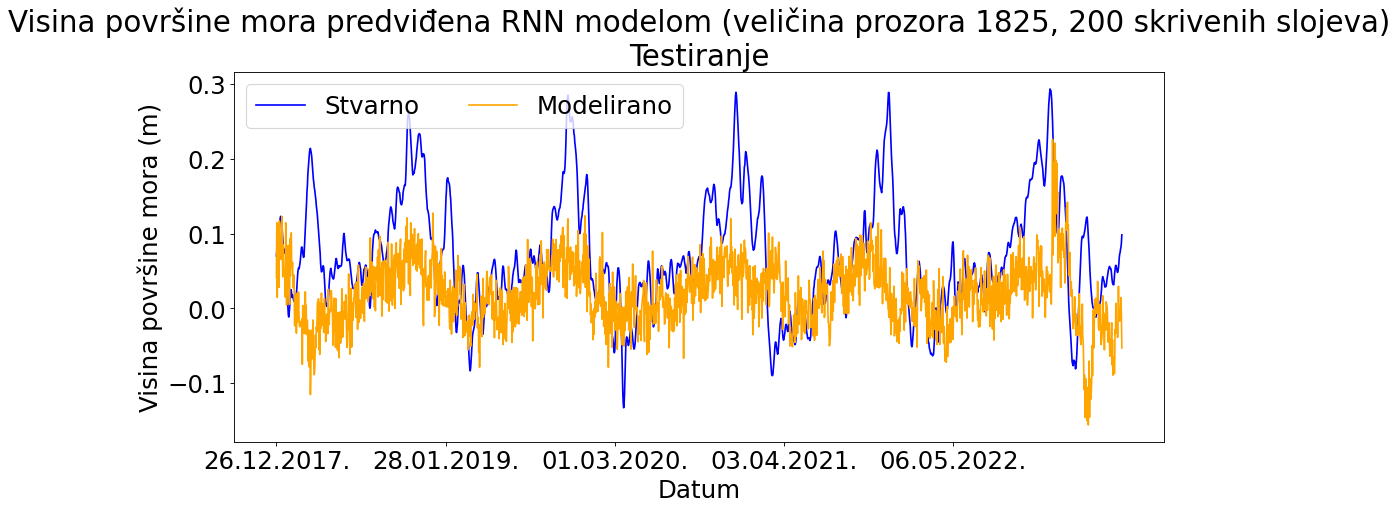 Visina površine mora predviđena RNN modelom (veličina prozora 1825, 200 skrivenih slojeva)
Testiranje
Stvarno Modelirano
Visina površine mora (m)
0.3
0.2
0.1
0.0
−0.1
26.12.2017. 28.01.2019. 01.03.2020. 03.04.2021. 06.05.2022.
Datum